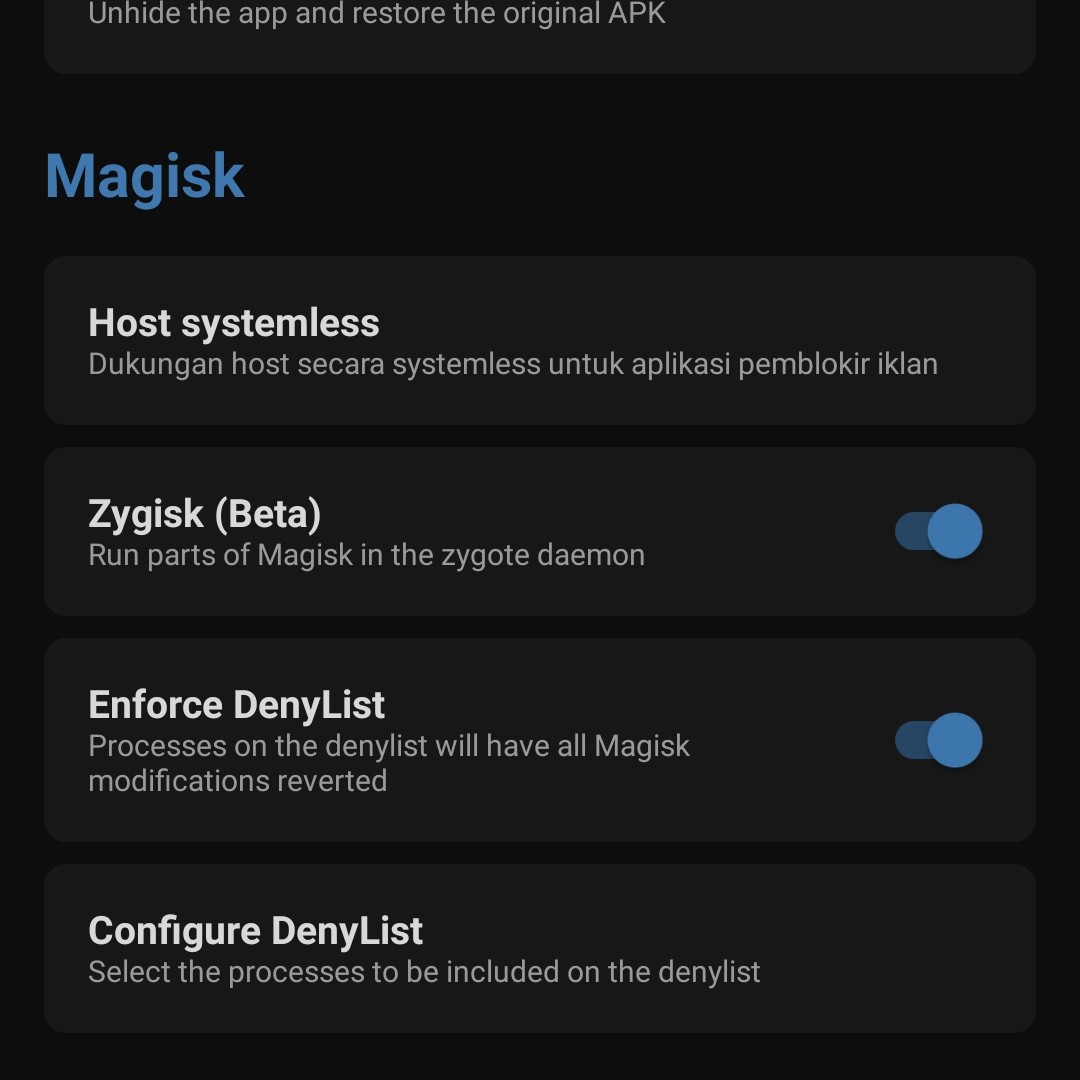 Unhide the app and restore the original APK
Magisk
Host systemless
Dukungan host secara systemless untuk aplikasi pemblokir iklan
Zygisk (Beta)
Run parts of Magisk in the zygote daemon
Enforce DenyList
Processes on the denylist will have all Magisk
modifications reverted
Configure DenyList
Select the processes to be included on the denylist